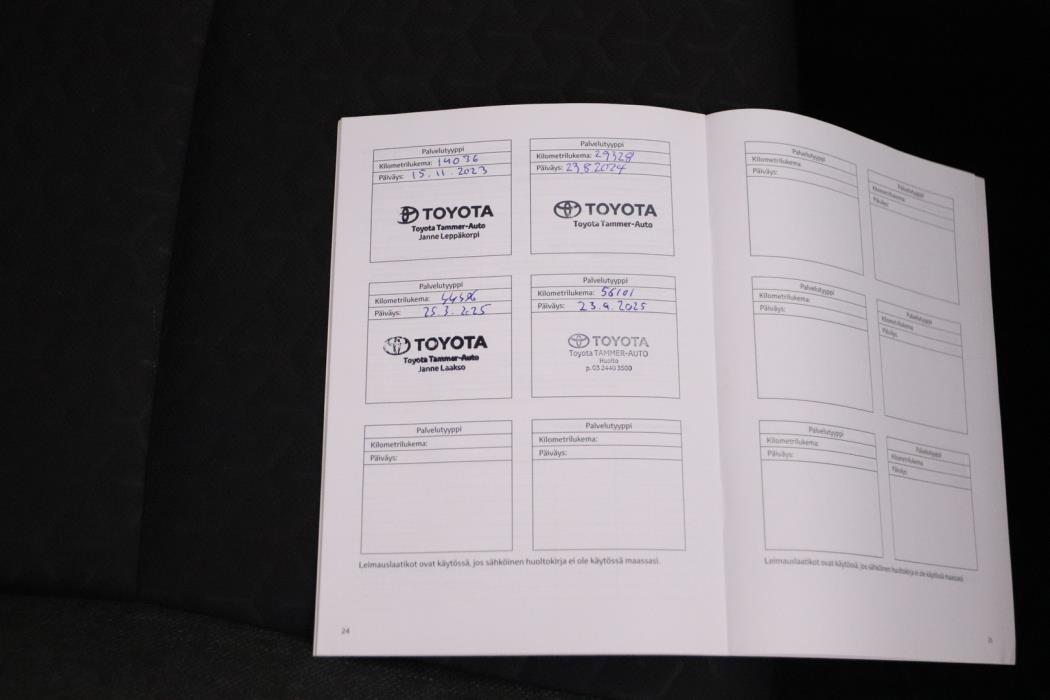 Palvelutyyppi
Kilometrilukema: 14036
Päiväys: 15.11.2023
TOYOTA
Toyota Tammer-Auto
Janne Leppäkorpi
Palvelutyyppi
Kilometrilukema: 29328
Päiväys: 23.8.2024
TOYOTA
Toyota Tammer-Auto
Palvelutyyppi
Kilometrilukema:
Päiväys: 25.3.2025
TOYOTA
Toyota Tammer-Auto
Janne Laakso
Palvelutyyppi
Kilometrilukema: 56101
Päiväys: 23.9.2025
TOYOTA
Toyota TAMMER-AUTO
Huolto
p. 03 2440 3500
Palvelutyyppi
Kilometrilukema:
Päiväys:
Palvelutyyppi
Kilometrilukema:
Päiväys:
Leimauslaatikot ovat käytössä, jos sähköinen huoltokirja ei ole käytössä maassasi.
24
Palvelutyyppi
Kilometrilukema:
Päiväys:
Palvelutyyppi
Kilometrilukema:
Päiväys:
Palvelutyyppi
Kilometrilukema:
Päiväys:
Palvelutyyppi
Kilometrilukema:
Päiväys:
Palvelutyyppi
Kilometrilukema:
Päiväys:
Palvelutyyppi
Kilometrilukema:
Päiväys:
Leimauslaatikot ovat käytössä, jos sähköinen huoltokirja ei ole käytössä maassasi.